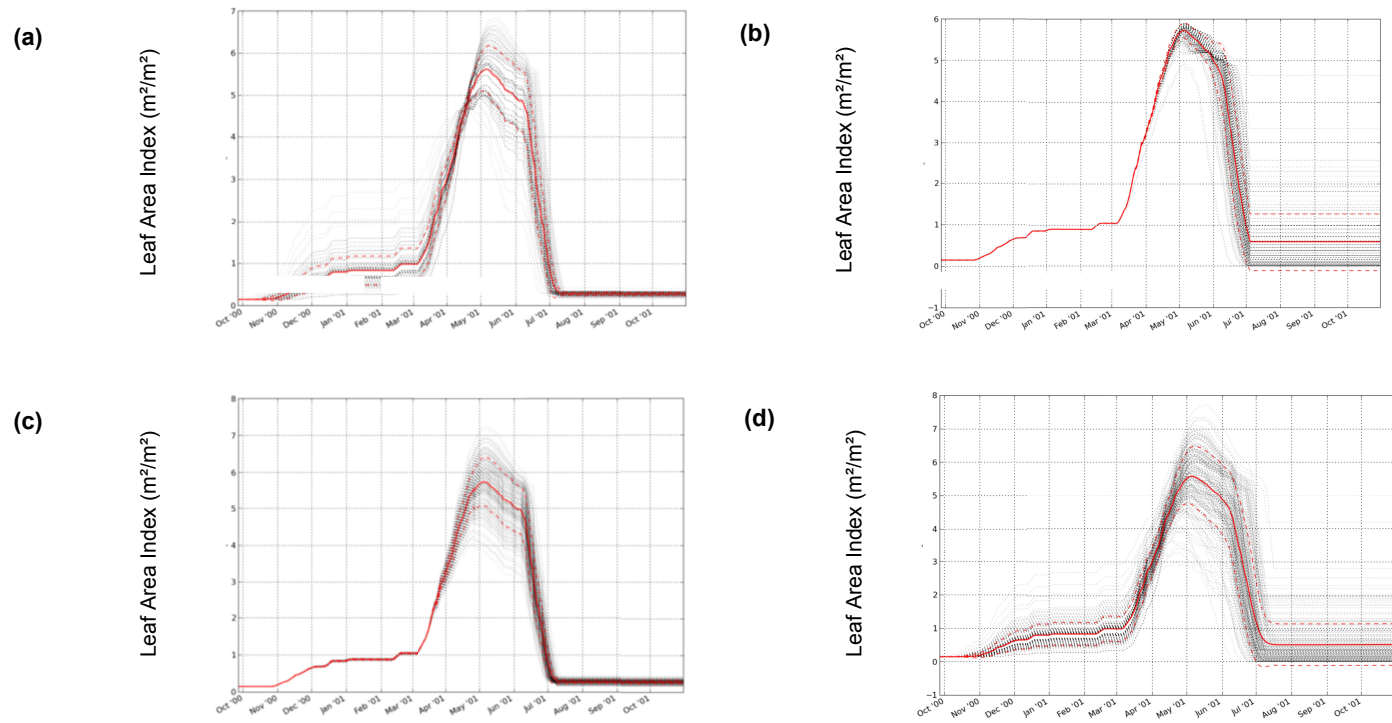 (a)
Leaf Area Index (m²/m²)
7
6
5
4
3
2
1
0
Oct '00 Nov '00 Dec '00 Jan '01 Feb '01 Mar '01 Apr '01 May '01 Jun '01 Jul '01 Aug '01 Sep '01 Oct '01
(b)
Leaf Area Index (m²/m²)
6
5
4
3
2
1
0
−1
Oct '00 Nov '00 Dec '00 Jan '01 Feb '01 Mar '01 Apr '01 May '01 Jun '01 Jul '01 Aug '01 Sep '01 Oct '01
(c)
Leaf Area Index (m²/m²)
8
7
6
5
4
3
2
1
0
Oct '00 Nov '00 Dec '00 Jan '01 Feb '01 Mar '01 Apr '01 May '01 Jun '01 Jul '01 Aug '01 Sep '01 Oct '01
(d)
Leaf Area Index (m²/m²)
8
7
6
5
4
3
2
1
0
−1
Oct '00 Nov '00 Dec '00 Jan '01 Feb '01 Mar '01 Apr '01 May '01 Jun '01 Jul '01 Aug '01 Sep '01 Oct '01